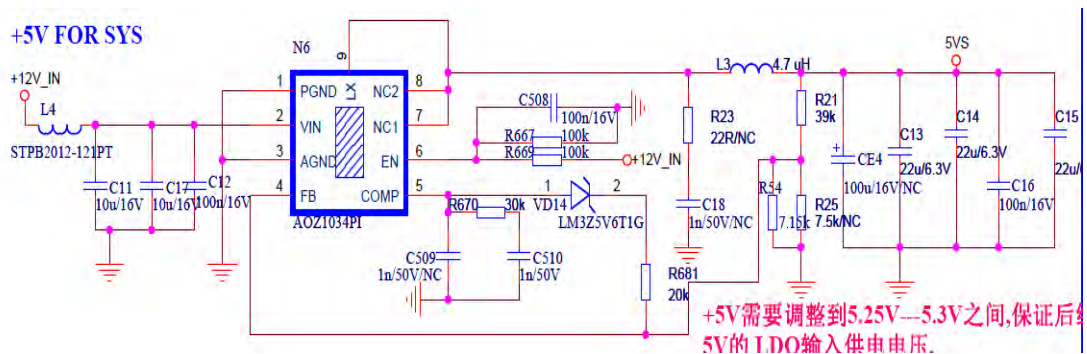 +5V FOR SYS
N6
9
LX
+12V_IN
L4
STPB2012-121PT
C11
10u/16V
C17
10u/16V
C12
100n/16V
1
PGND
2
VIN
3
AGND
4
FB
NC2
8
NC1
7
EN
6
COMP
5
AOZ1034PI
C508
100n/16V
R667
100k
R669
100k
+12V_IN
R670
30k
1
VD14
2
LM3Z5V6T1G
C509
1n/50V/NC
C510
1n/50V
R681
20k
L3
4.7 uH
R23
22R/NC
C18
1n/50V/NC
R21
39k
R54
7.15k
R25
7.5k/NC
+
CE4
100u/16V/NC
C13
22u/6.3V
5VS
C14
22u/6.3V
C16
100n/16V
C15
22u/
+5V需要调整到5.25V---5.3V之间,保证后
5V的 LDO输入供电电压.